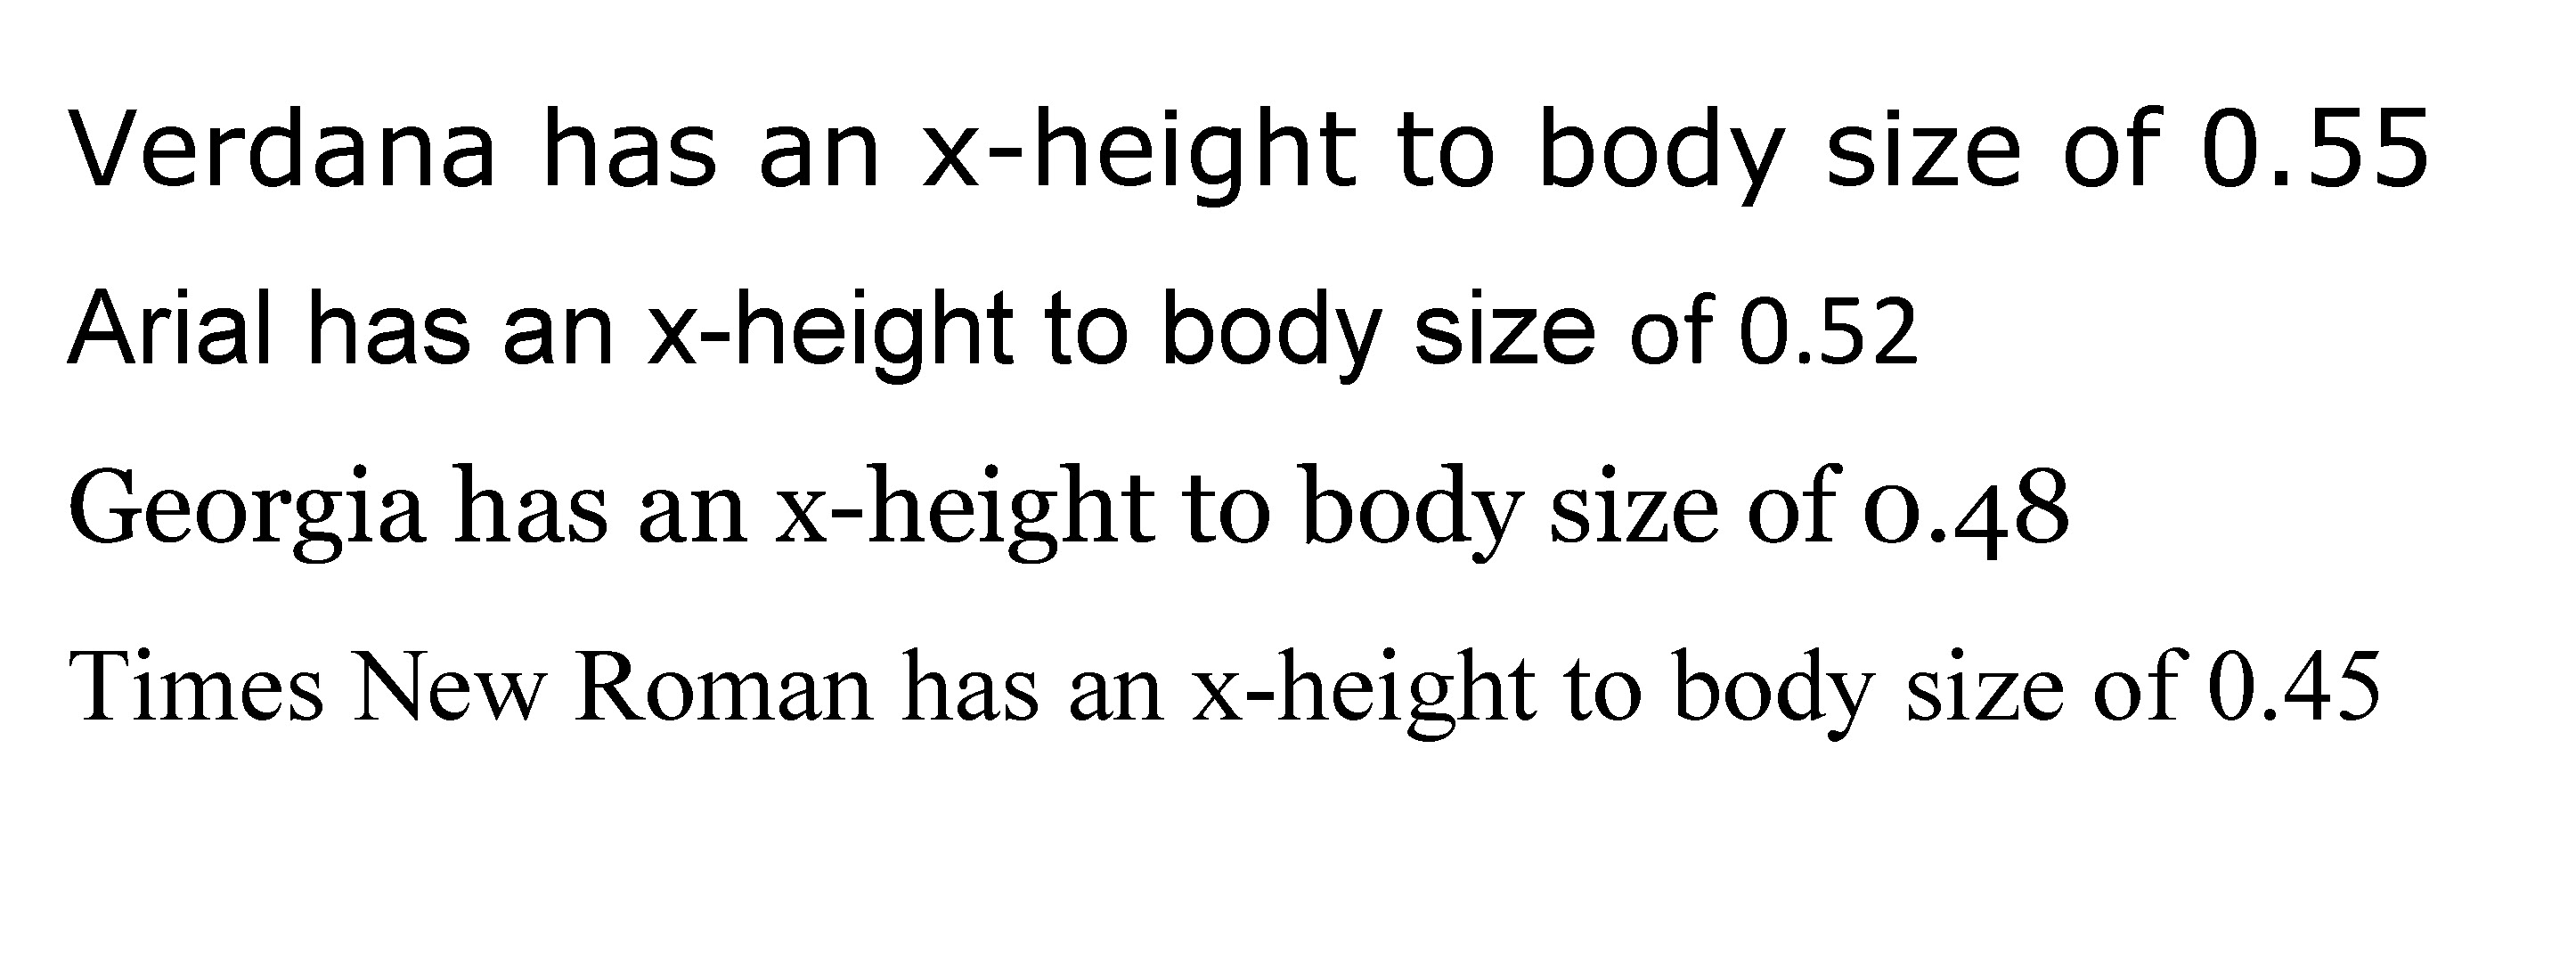 Verdana has an x-height to body size of 0.55
Arial has an x-height to body size of 0.52
Georgia has an x-height to body size of 0.48
Times New Roman has an x-height to body size of 0.45